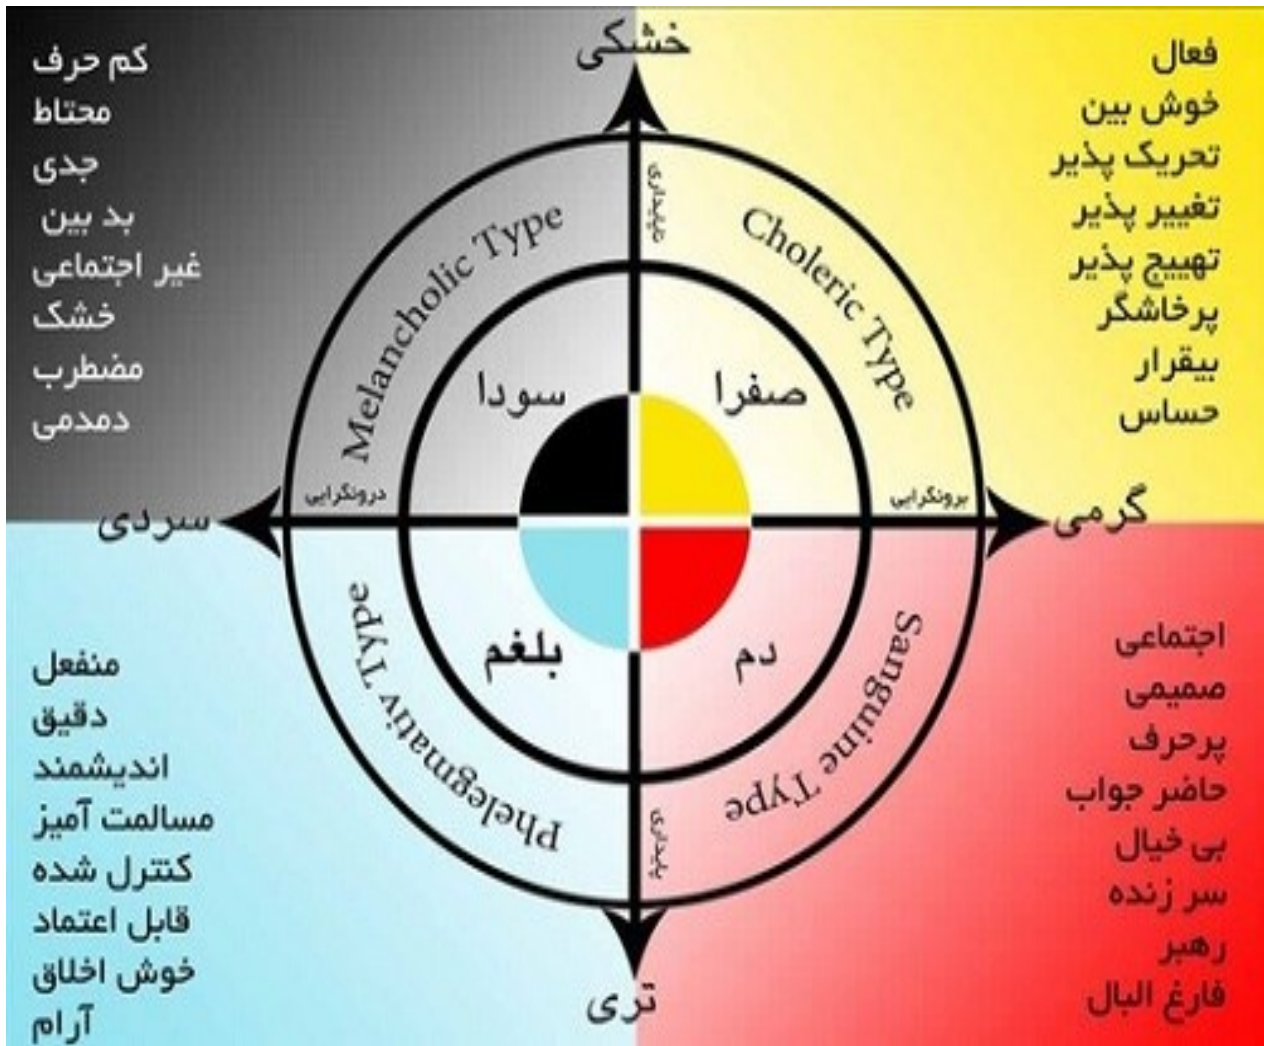 خشکی
فعال
خوش بین
تحریک پذیر
تغییر پذیر
تهییج پذیر
پرخاشگر
بیقرار
حساس
کم حرف
محتاط
جدی
بد بین
غیر اجتماعی
خشک
مضطرب
دمدمی
ناپایداری
Choleric Type
Melancholic Type
صفرا
سودا
برونگرایی
درونگرایی
گرمی
سردی
دم
بلغم
Sanguine Type
Phelegmativ Type
پایداری
اجتماعی
صمیمی
پرحرف
حاضر جواب
بی خیال
سر زنده
رهبر
فارغ البال
منفعل
دقیق
اندیشمند
مسالمت آمیز
کنترل شده
قابل اعتماد
خوش اخلاق
آرام
تری